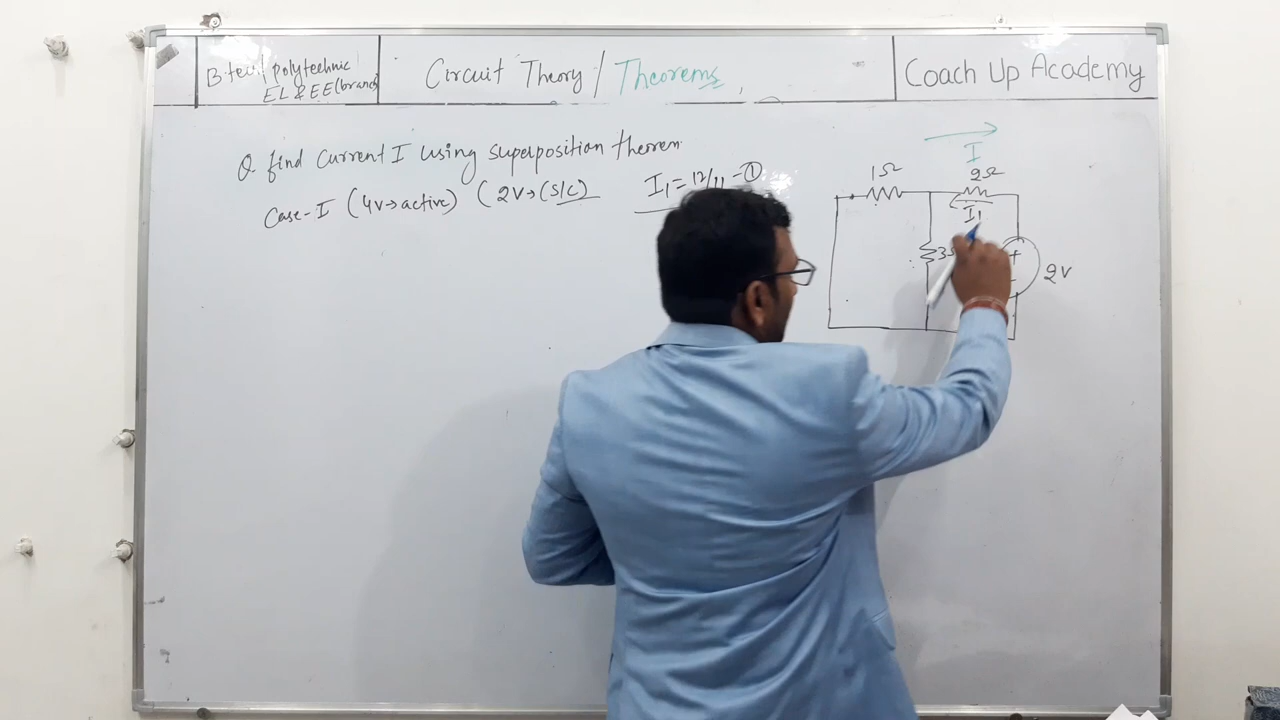 B.tech/polytechnic
EL & EE(branch)
Circuit Theory / Theorems
Coach Up Academy
Q. find current I using superposition theorem.
Case-I (4V→active) (2V→(S/C)
I₁ = 12/11 -①
I
1Ω
2Ω
I₁
2V